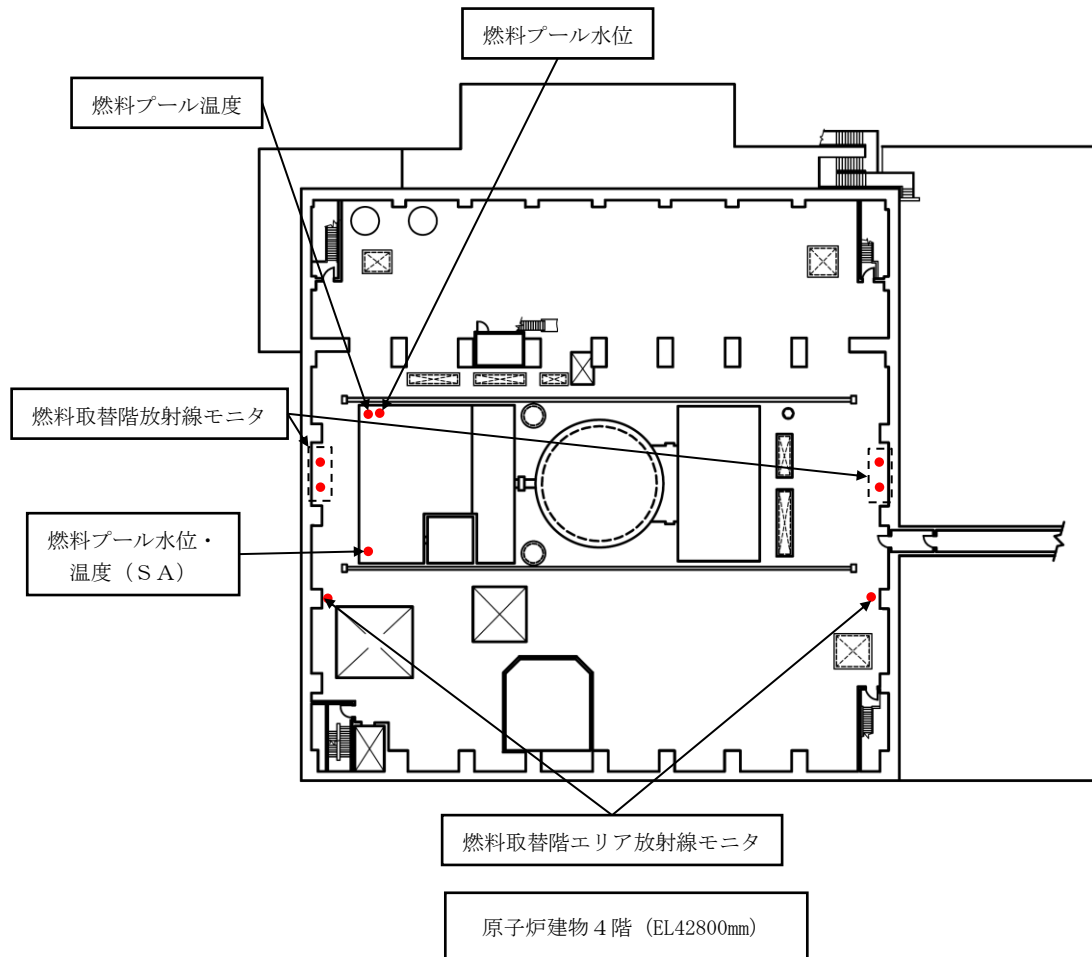 燃料プール水位
燃料プール温度
燃料取替階放射線モニタ
燃料プール水位・
温度（ＳＡ）
燃料取替階エリア放射線モニタ
原子炉建物４階（EL42800mm）